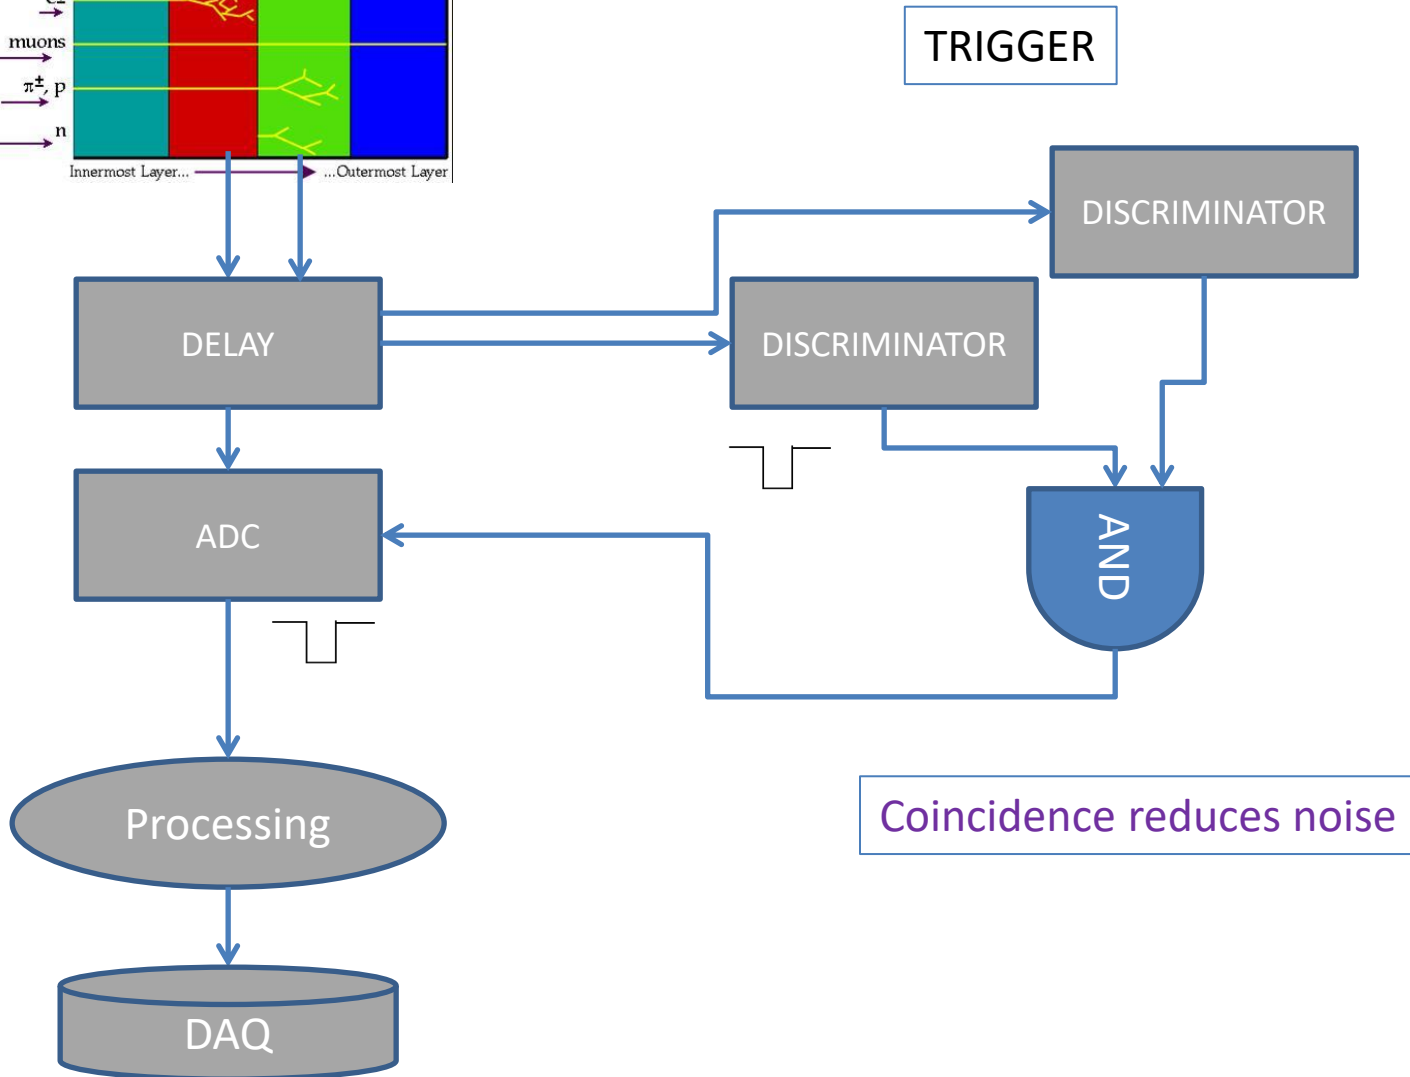 muons
π±, p
n
Innermost Layer... ...Outermost Layer
TRIGGER
DISCRIMINATOR
DELAY
DISCRIMINATOR
ADC
AND
Processing
Coincidence reduces noise
DAQ